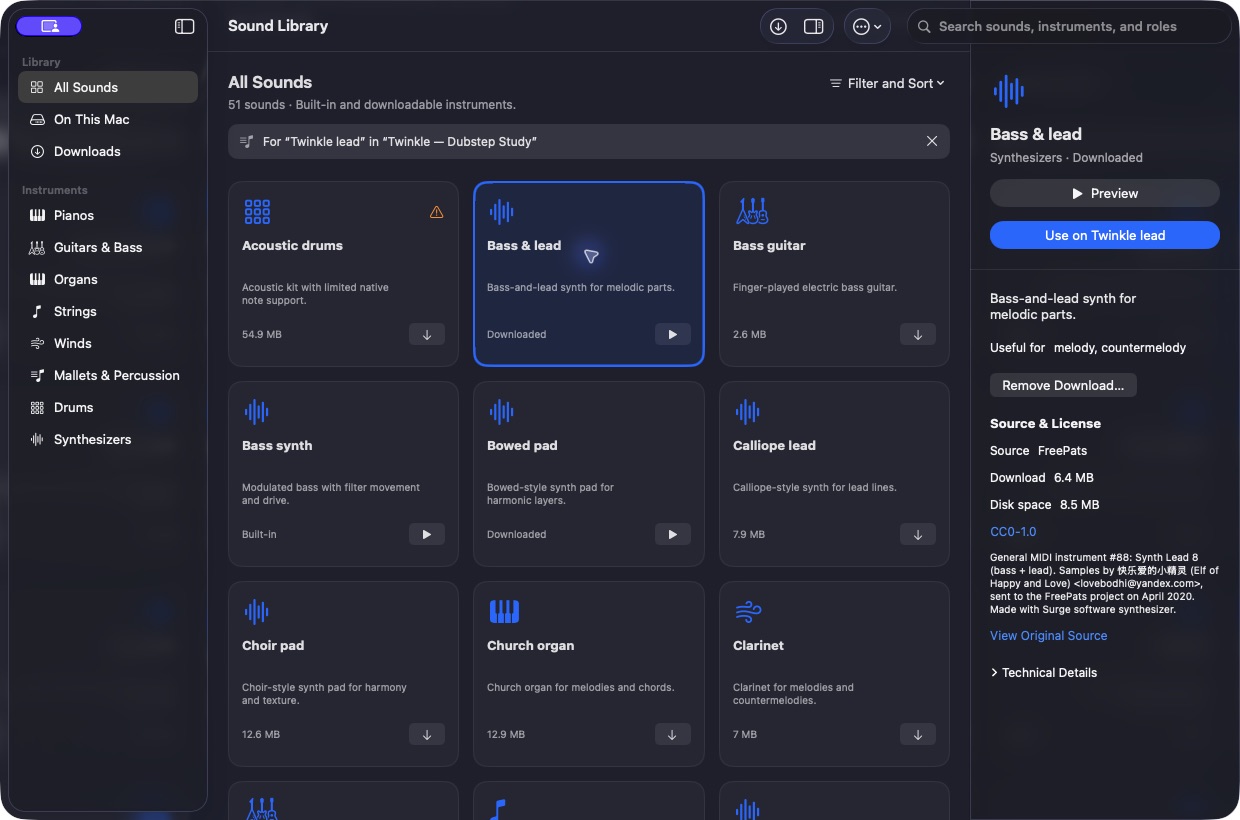 Library
All Sounds
On This Mac
Downloads
Instruments
Pianos
Guitars & Bass
Organs
Strings
Winds
Mallets & Percussion
Drums
Synthesizers
Sound Library
Search sounds, instruments, and roles
All Sounds
51 sounds · Built-in and downloadable instruments.
Filter and Sort
For “Twinkle lead” in “Twinkle — Dubstep Study”
Acoustic drums
Acoustic kit with limited native
note support.
54.9 MB
Bass & lead
Bass-and-lead synth for melodic parts.
Downloaded
Bass guitar
Finger-played electric bass guitar.
2.6 MB
Bass synth
Modulated bass with filter movement
and drive.
Built-in
Bowed pad
Bowed-style synth pad for
harmonic layers.
Downloaded
Calliope lead
Calliope-style synth for lead lines.
7.9 MB
Choir pad
Choir-style synth pad for harmony
and texture.
12.6 MB
Church organ
Church organ for melodies and chords.
12.9 MB
Clarinet
Clarinet for melodies and
countermelodies.
7 MB
Bass & lead
Synthesizers · Downloaded
Preview
Use on Twinkle lead
Bass-and-lead synth for
melodic parts.
Useful for melody, countermelody
Remove Download...
Source & License
Source FreePats
Download 6.4 MB
Disk space 8.5 MB
CC0-1.0
General MIDI instrument #88: Synth Lead 8
(bass + lead). Samples by 快乐爱的小精灵 (Elf of
Happy and Love) <lovebodhi@yandex.com>,
sent to the FreePats project on April 2020.
Made with Surge software synthesizer.
View Original Source
Technical Details